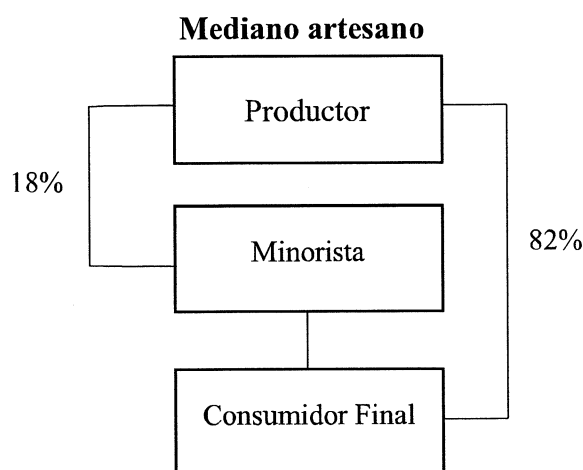 Mediano artesano
Productor
18%
Minorista
82%
Consumidor Final